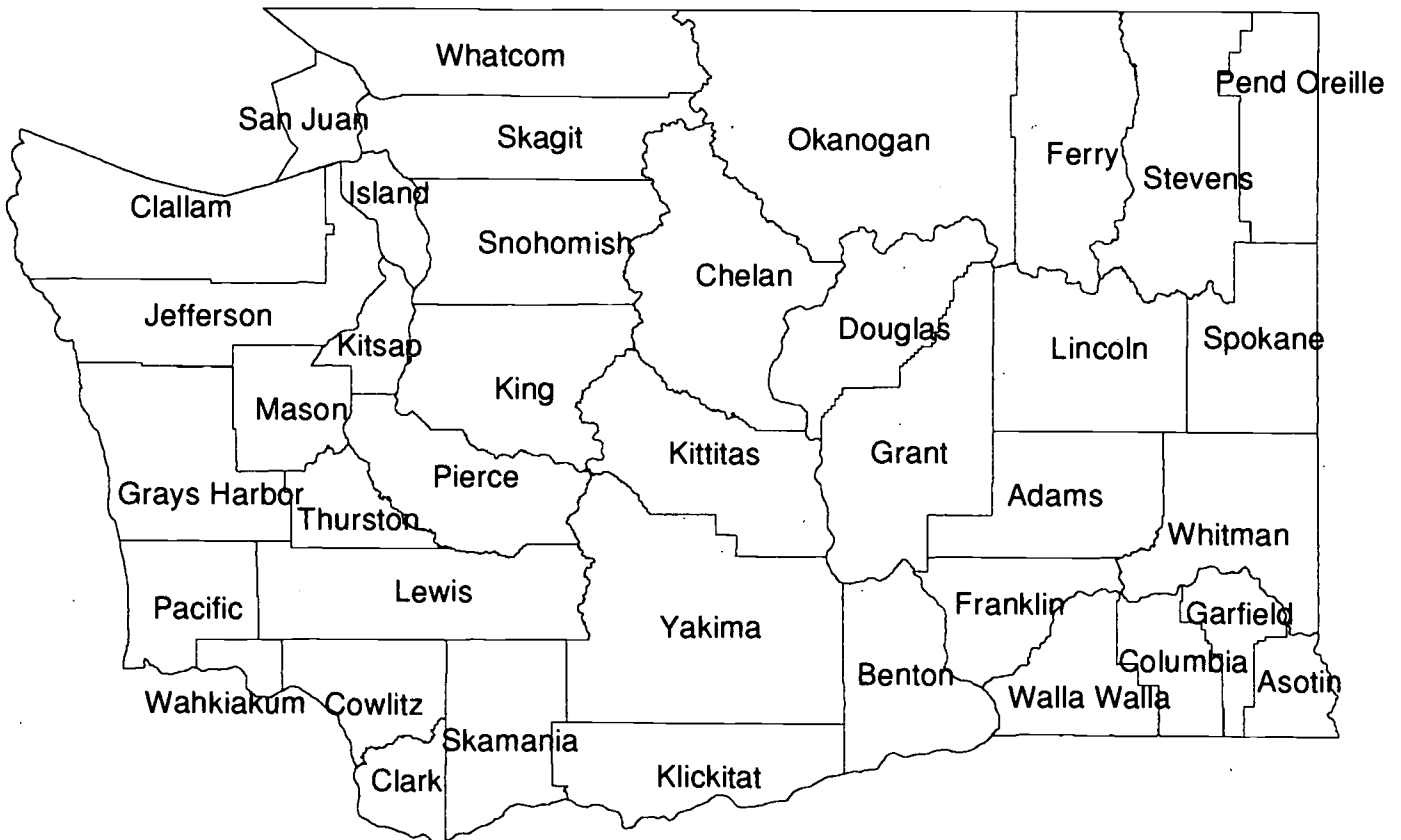 Whatcom
Pend Oreille
San Juan
Skagit
Okanogan
Ferry
Stevens
Island
Clallam
Snohomish
Chelan
Jefferson
Kitsap
Douglas
Lincoln
Spokane
King
Mason
Kittitas
Grant
Pierce
Grays Harbor
Thurston
Adams
Whitman
Lewis
Pacific
Franklin
Garfield
Yakima
Columbia
Benton
Asotin
Wahkiakum
Cowlitz
Walla Walla
Skamania
Clark
Klickitat